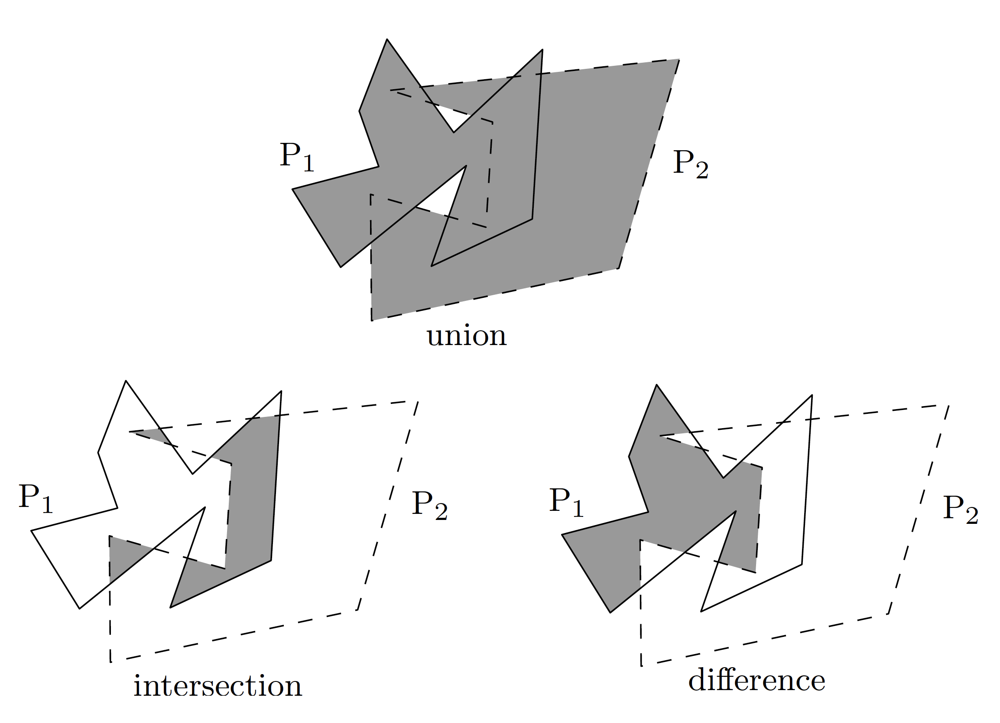 P₁
P₂
union
P₁
P₂
intersection
P₁
P₂
difference